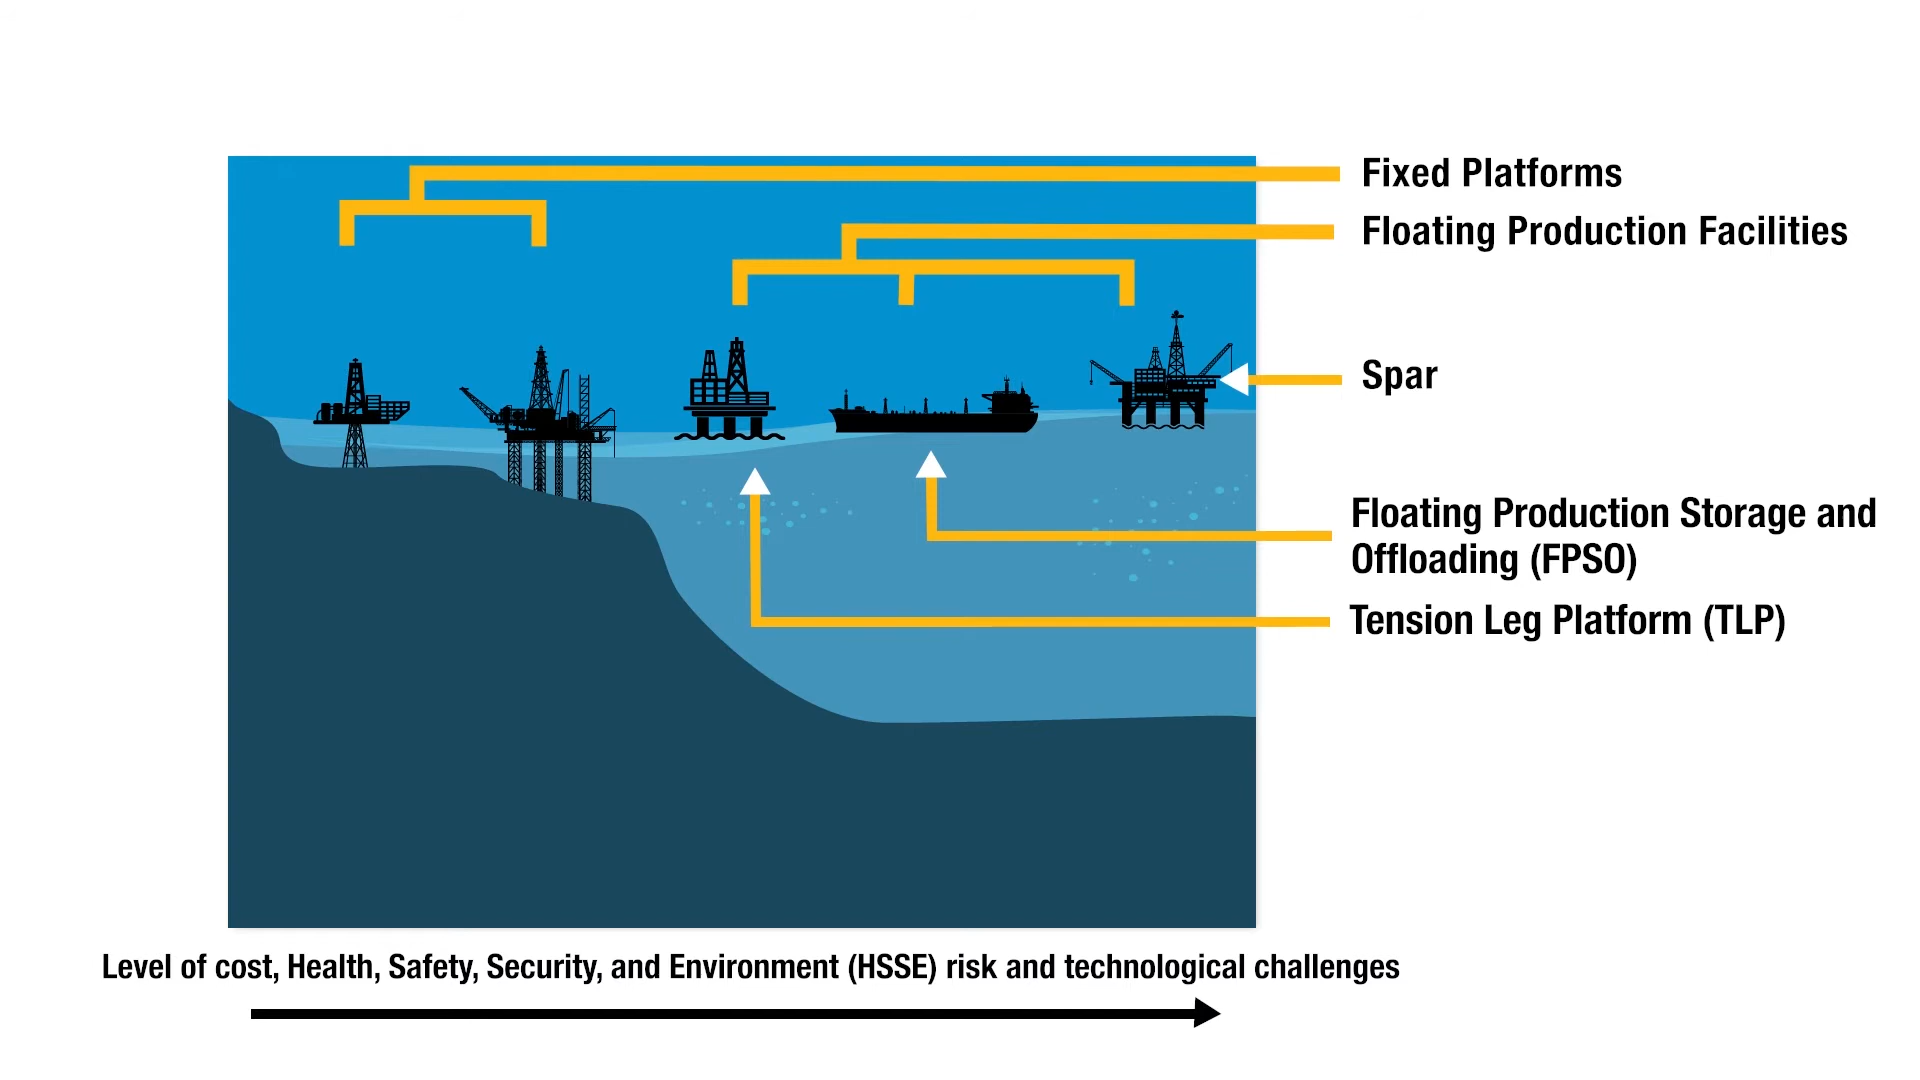 Fixed Platforms
Floating Production Facilities
Spar
Floating Production Storage and
Offloading (FPSO)
Tension Leg Platform (TLP)
Level of cost, Health, Safety, Security, and Environment (HSSE) risk and technological challenges